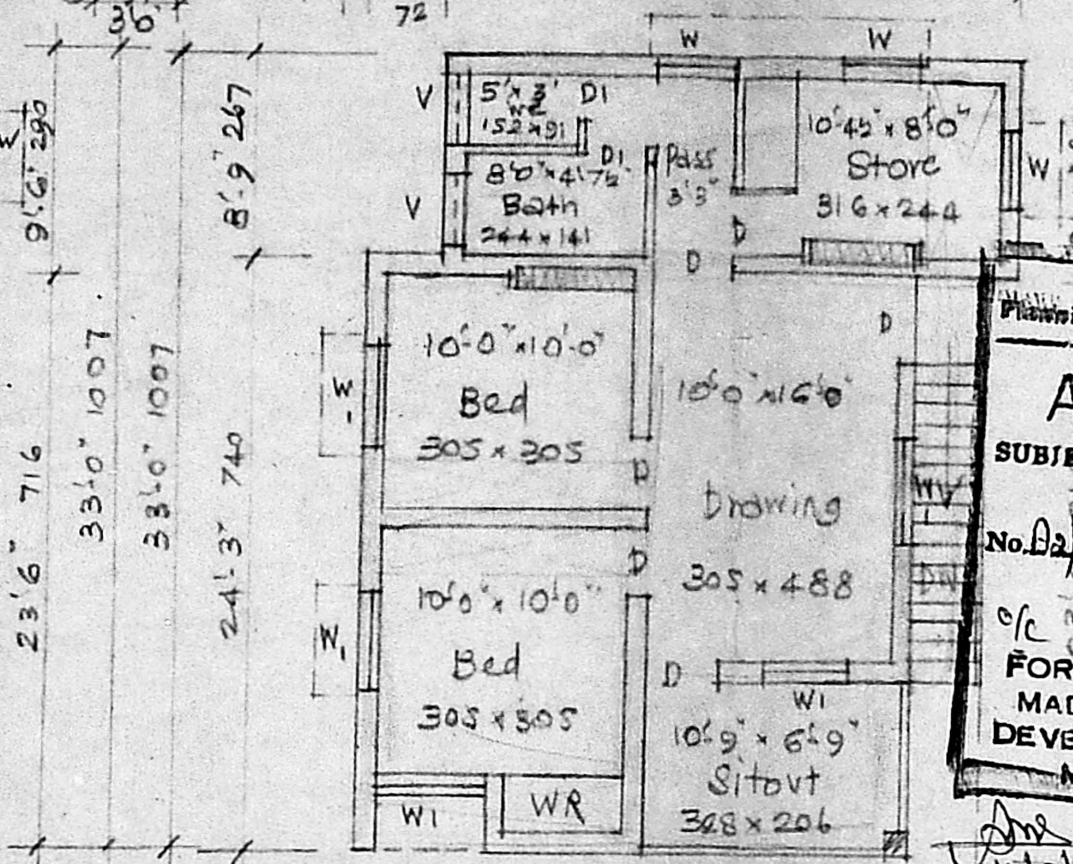 36
72
W
W
V
5'x3'
WC
152x91
D1
10'-4½"x8'-0"
Store
316x244
W
D1
Pass
3'3"
8'0"x4'-7½"
Bath
244x141
V
D
D
9'6" 290
8'-9" 267
10'-0"x10'-0"
Bed
305x305
W1
D
D
10'0"x16'0"
Drawing
305x488
23'6" 716
33'-0" 1007
33'-0" 1007
24'-3" 740
D
10'0"x10'0"
Bed
305x305
W1
D
W1
10'-9"x6'-9"
Sitout
328x206
W1
WR
SUBJE
No.
O/C
FOR
MAD
DEVE